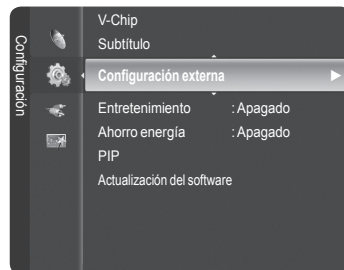 Configuración
V-Chip
Subtítulo
Configuración externa
Entretenimiento : Apagado
Ahorro energía : Apagado
PIP
Actualización del software